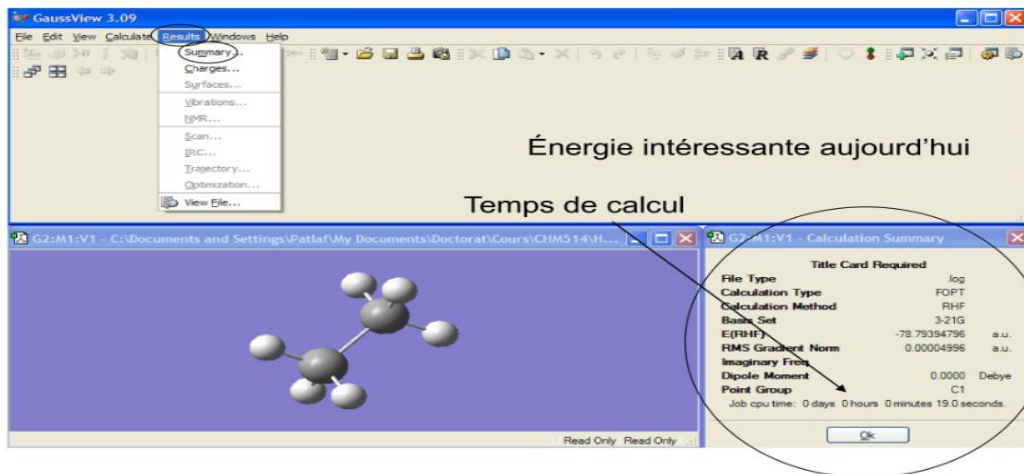 GaussView 3.09
File Edit View Calculate Results Windows Help
Summary...
Charges...
Surfaces...
Vibrations...
NMR...
Scan...
IRC...
Trajectory...
Optimization...
View File...
Énergie intéressante aujourd'hui
Temps de calcul
G2:M1:V1 - C:\Documents and Settings\Patlaf\My Documents\Doctorat\Cours\CHM514\H...
Read Only Read Only
G2:M1:V1 - Calculation Summary
Title Card Required
File Type log
Calculation Type FOPT
Calculation Method RHF
Basis Set 3-21G
E(RHF) -78.79394796 a.u.
RMS Gradient Norm 0.00004996 a.u.
Imaginary Freq
Dipole Moment 0.0000 Debye
Point Group C1
Job cpu time: 0 days 0 hours 0 minutes 19.0 seconds.
Ok